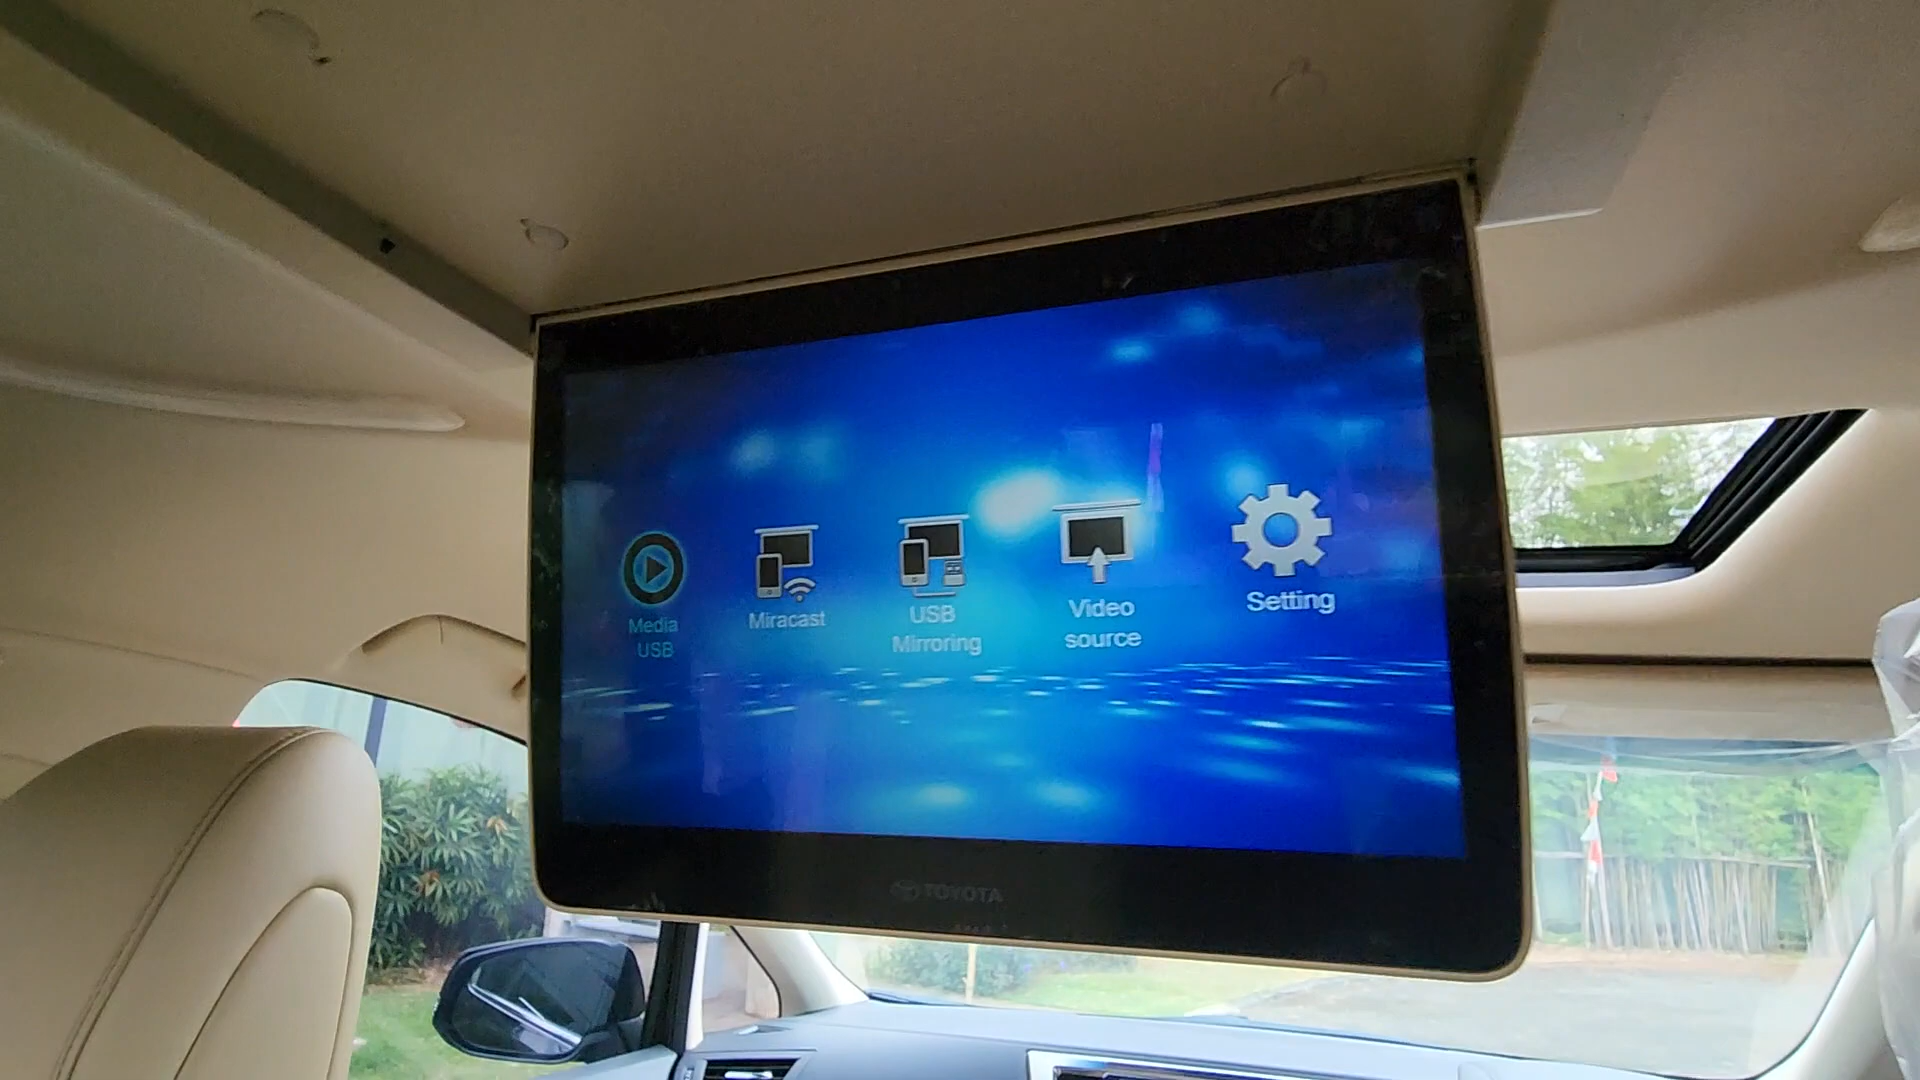 Media
USB
Miracast
USB
Mirroring
Video
source
Setting
TOYOTA